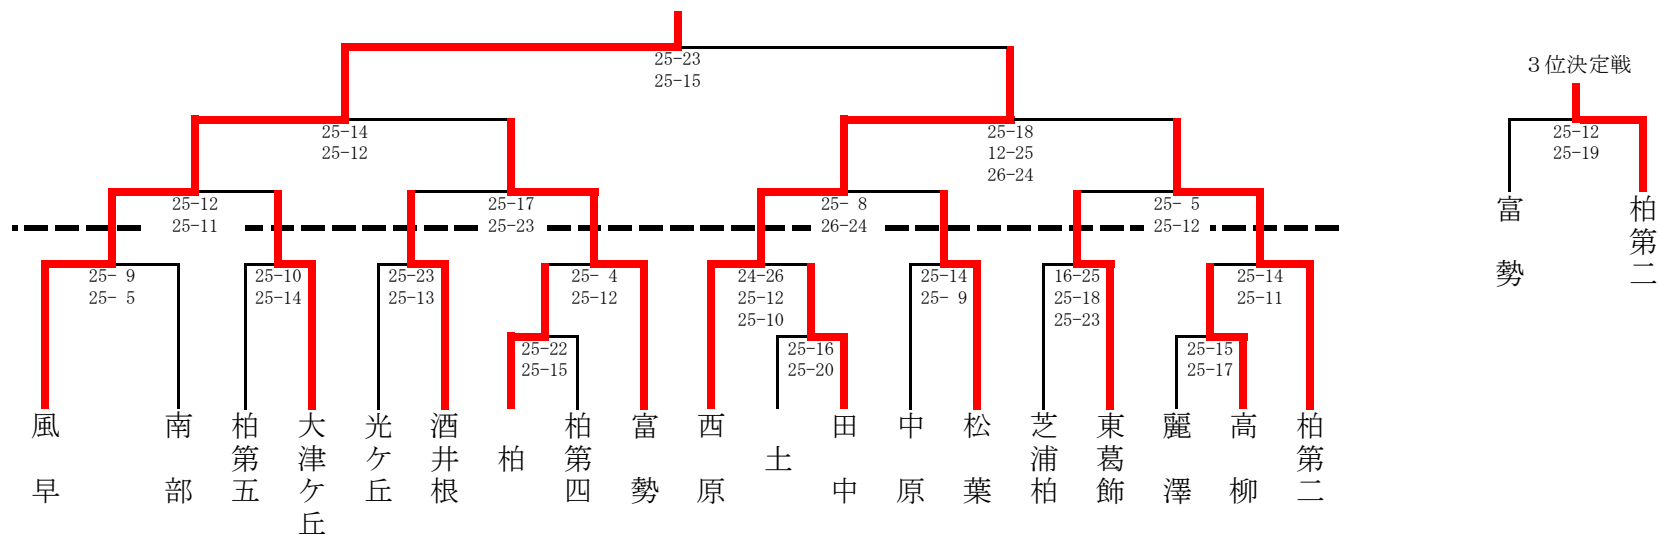 25-23
25-15
３位決定戦
25-14
25-12
25-18
12-25
26-24
25-12
25-19
25-12
25-11
25-17
25-23
25- 8
26-24
25- 5
25-12
富勢
柏第二
25- 9
25- 5
25-10
25-14
25-23
25-13
25- 4
25-12
24-26
25-12
25-10
25-14
25- 9
16-25
25-18
25-23
25-14
25-11
25-22
25-15
25-16
25-20
25-15
25-17
風早
南部
柏第五
大津ケ丘
光ケ丘
酒井根
柏
柏第四
富勢
西原
土
田中
中原
松葉
芝浦柏
東葛飾
麗澤
高柳
柏第二